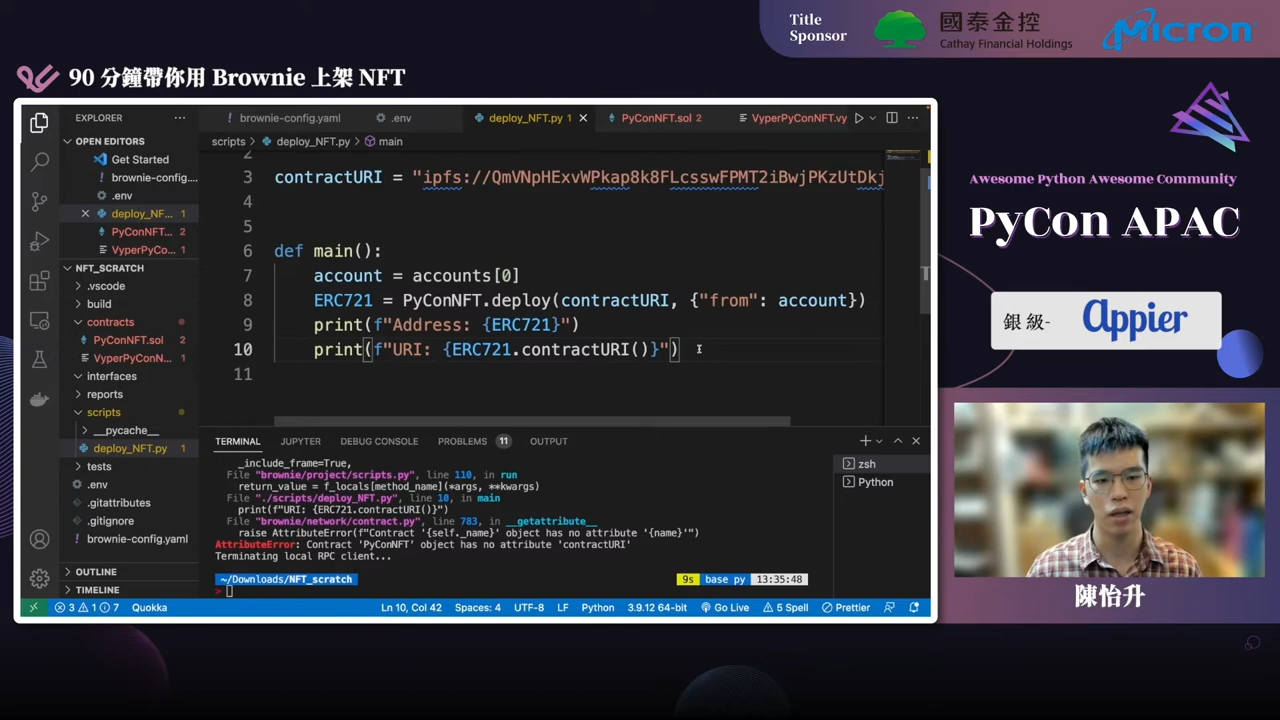 Title
Sponsor
國泰金控
Cathay Financial Holdings
Micron
90 分鐘帶你用 Brownie 上架 NFT
EXPLORER
brownie-config.yaml
.env
deploy_NFT.py 1
PyConNFT.sol 2
VyperPyConNFT.vy
OPEN EDITORS
scripts > deploy_NFT.py > main
Get Started
brownie-config....
.env
deploy_NF... 1
PyConNFT... 2
VyperPyCo... 1
NFT_SCRATCH
.vscode
build
contracts
PyConNFT.sol 2
VyperPyConN... 1
interfaces
reports
scripts
__pycache__
deploy_NFT.py 1
tests
.env
.gitattributes
.gitignore
brownie-config.yaml
OUTLINE
TIMELINE
2
3 contractURI = "ipfs://QmVNpHExvWPkap8k8FLcsswFPMT2iBwjPKzUtDkj
4
5
6 def main():
7 account = accounts[0]
8 ERC721 = PyConNFT.deploy(contractURI, {"from": account})
9 print(f"Address: {ERC721}")
10 print(f"URI: {ERC721.contractURI()}")
11
TERMINAL JUPYTER DEBUG CONSOLE PROBLEMS 11 OUTPUT
_include_frame=True,
File "brownie/project/scripts.py", line 110, in run
return_value = f_locals[method_name](*args, **kwargs)
File "./scripts/deploy_NFT.py", line 10, in main
print(f"URI: {ERC721.contractURI()}")
File "brownie/network/contract.py", line 783, in __getattribute__
raise AttributeError(f"Contract '{self._name}' object has no attribute '{name}'")
AttributeError: Contract 'PyConNFT' object has no attribute 'contractURI'
Terminating local RPC client...
~/Downloads/NFT_scratch
9s base py 13:35:48
>
zsh
Python
3 1 7 Quokka Ln 10, Col 42 Spaces: 4 UTF-8 LF Python 3.9.12 64-bit Go Live 5 Spell Prettier
Awesome Python Awesome Community
PyCon APAC
銀級-
Appier
陳怡升